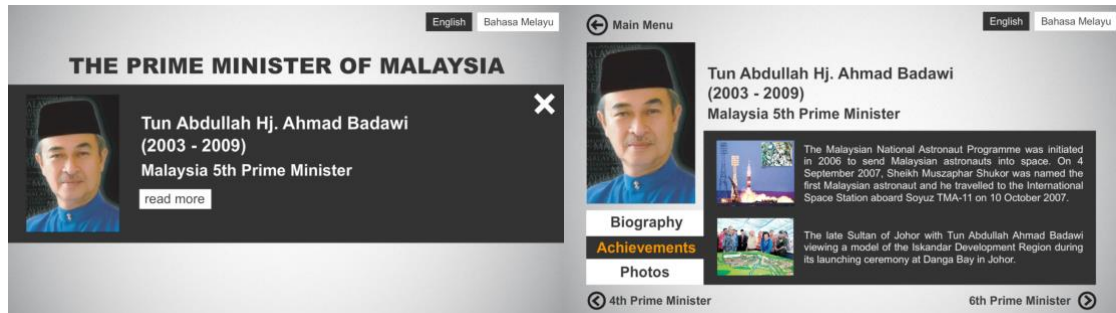 English Bahasa Melayu
THE PRIME MINISTER OF MALAYSIA
Tun Abdullah Hj. Ahmad Badawi
(2003 - 2009)
Malaysia 5th Prime Minister
read more
Main Menu
English Bahasa Melayu
Tun Abdullah Hj. Ahmad Badawi
(2003 - 2009)
Malaysia 5th Prime Minister
Biography
Achievements
Photos
The Malaysian National Astronaut Programme was initiated
in 2006 to send Malaysian astronauts into space. On 4
September 2007, Sheikh Muszaphar Shukor was named the
first Malaysian astronaut and he travelled to the International
Space Station aboard Soyuz TMA-11 on 10 October 2007.
The late Sultan of Johor with Tun Abdullah Ahmad Badawi
viewing a model of the Iskandar Development Region during
its launching ceremony at Danga Bay in Johor.
4th Prime Minister
6th Prime Minister